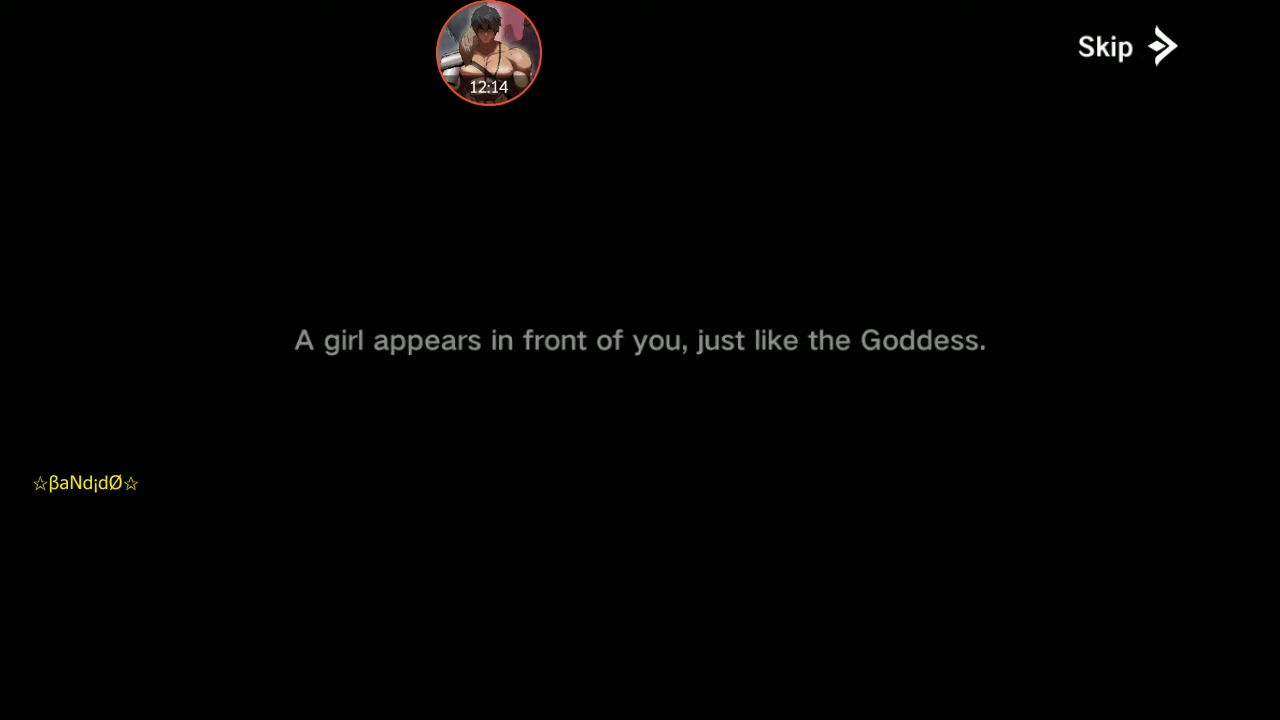 12:14
Skip
A girl appears in front of you, just like the Goddess.
☆βaNd¡dØ☆